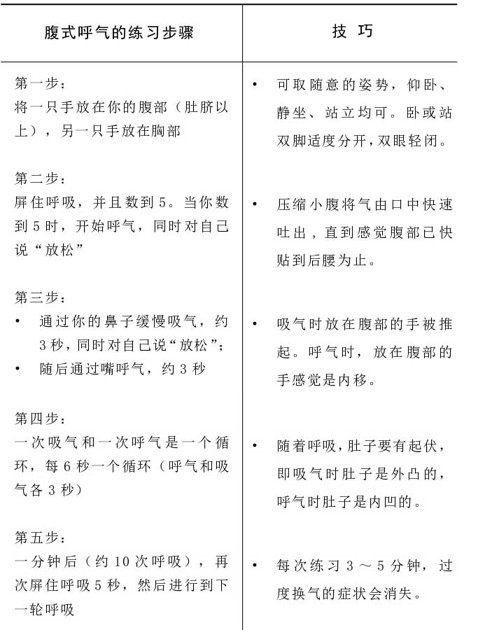 腹式呼气的练习步骤
技 巧
第一步：
将一只手放在你的腹部（肚脐以
上），另一只手放在胸部
• 可取随意的姿势，仰卧、
静坐、站立均可。卧或站
双脚适度分开，双眼轻闭。
第二步：
屏住呼吸，并且数到5。当你数
到5时，开始呼气，同时对自己
说“放松”
• 压缩小腹将气由口中快速
吐出，直到感觉腹部已快
贴到后腰为止。
第三步：
• 通过你的鼻子缓慢吸气，约
3秒，同时对自己说“放松”；
• 随后通过嘴呼气，约3秒
• 吸气时放在腹部的手被推
起。呼气时，放在腹部的
手感觉是内移。
第四步：
一次吸气和一次呼气是一个循
环，每6秒一个循环（呼气和吸
气各3秒）
• 随着呼吸，肚子要有起伏，
即吸气时肚子是外凸的，
呼气时肚子是内凹的。
第五步：
一分钟后（约10次呼吸），再
次屏住呼吸5秒，然后进行到下
一轮呼吸
• 每次练习3～5分钟，过
度换气的症状会消失。